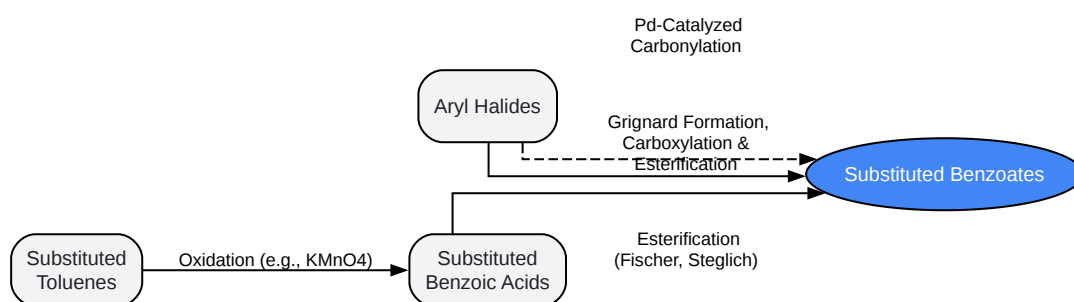 Pd-Catalyzed
Carbonylation
Aryl Halides
Grignard Formation,
Carboxylation &
Esterification
Substituted Benzoates
Substituted
Toluenes
Oxidation (e.g., KMnO4)
Substituted
Benzoic Acids
Esterification
(Fischer, Steglich)